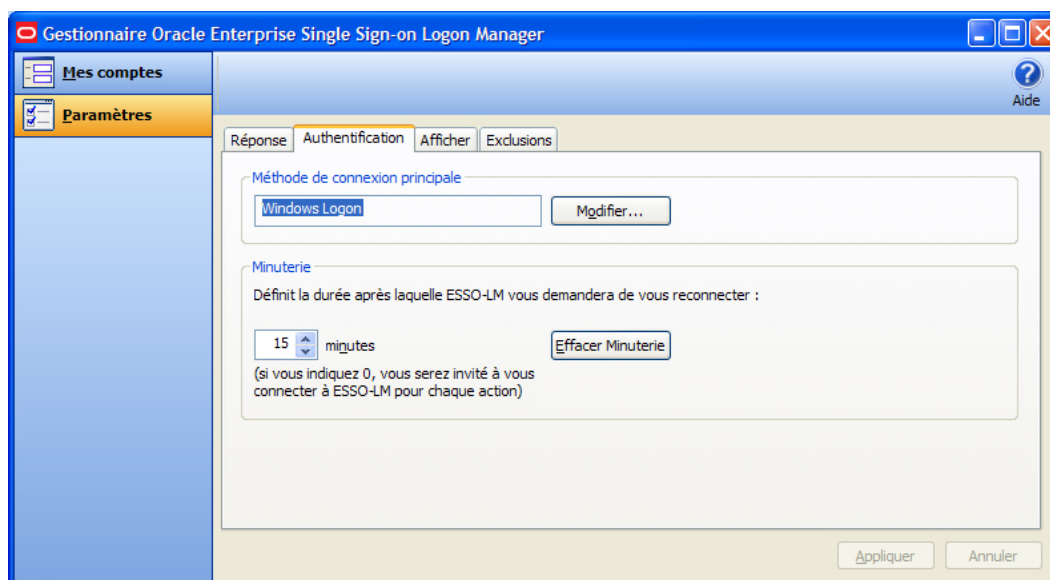 Gestionnaire Oracle Enterprise Single Sign-on Logon Manager
Mes comptes
Paramètres
Aide
Réponse
Authentification
Afficher
Exclusions
Méthode de connexion principale
Windows Logon
Modifier...
Minuterie
Définit la durée après laquelle ESSO-LM vous demandera de vous reconnecter :
15 minutes
Effacer Minuterie
(si vous indiquez 0, vous serez invité à vous
connecter à ESSO-LM pour chaque action)
Appliquer
Annuler